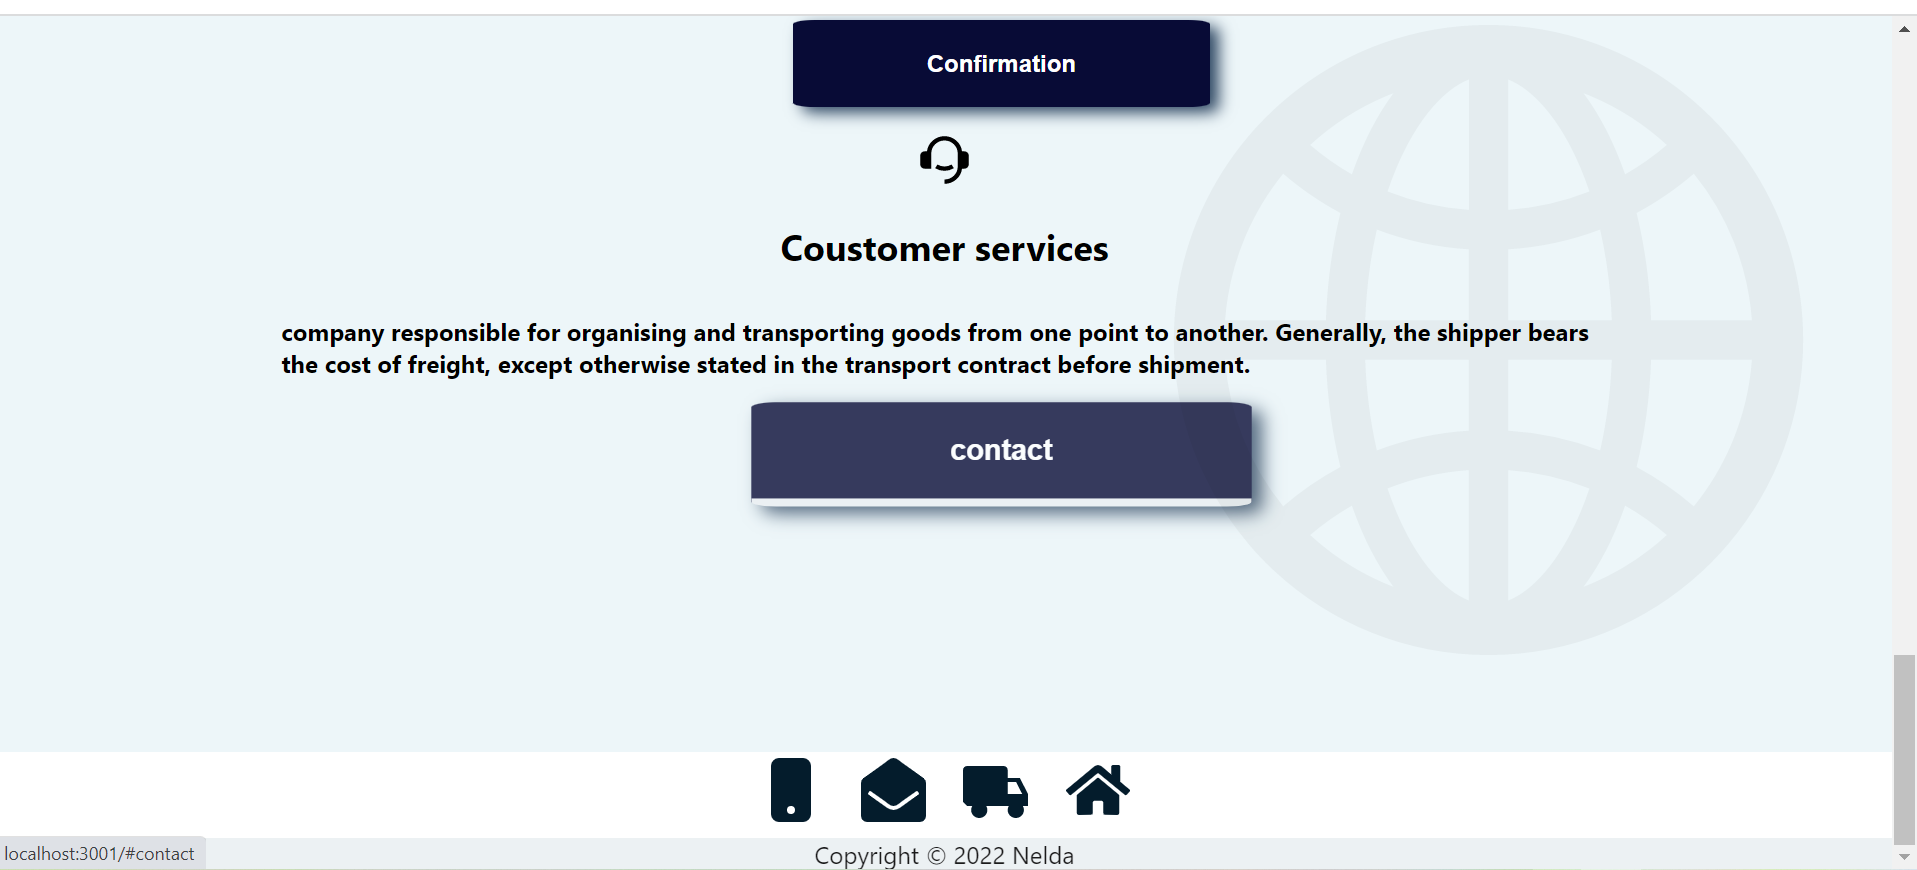 Confirmation
Coustomer services
company responsible for organising and transporting goods from one point to another. Generally, the shipper bears
the cost of freight, except otherwise stated in the transport contract before shipment.
contact
localhost:3001/#contact
Copyright © 2022 Nelda